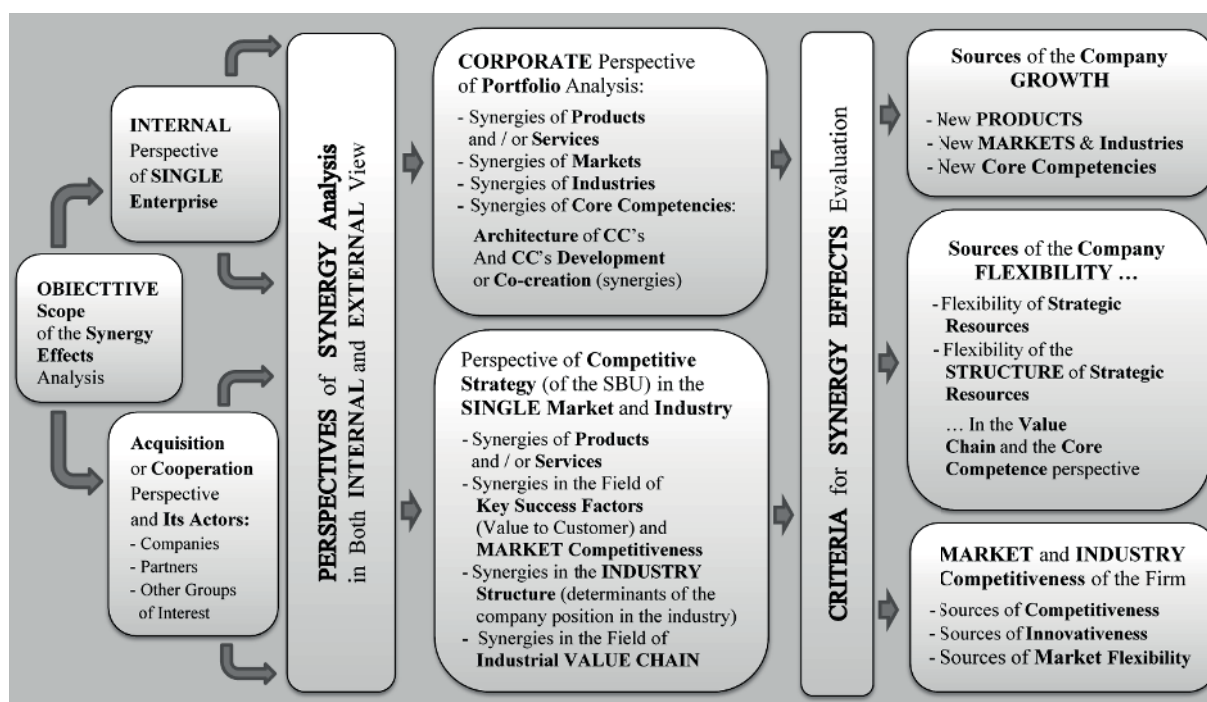 OBIECTTIVE
Scope
of the Synergy
Effects
Analysis
INTERNAL
Perspective
of SINGLE
Enterprise
Acquisition
or Cooperation
Perspective
and Its Actors:
- Companies
- Partners
- Other Groups
of Interest
PERSPECTIVES of SYNERGY Analysis
in Both INTERNAL and EXTERNAL View
CORPORATE Perspective
of Portfolio Analysis:
- Synergies of Products
and / or Services
- Synergies of Markets
- Synergies of Industries
- Synergies of Core Competencies:
Architecture of CC's
And CC's Development
or Co-creation (synergies)
Perspective of Competitive
Strategy (of the SBU) in the
SINGLE Market and Industry
- Synergies of Products
and / or Services
- Synergies in the Field of
Key Success Factors
(Value to Customer) and
MARKET Competitiveness
- Synergies in the INDUSTRY
Structure (determinants of the
company position in the industry)
- Synergies in the Field of
Industrial VALUE CHAIN
CRITERIA for SYNERGY EFFECTS Evaluation
Sources of the Company
GROWTH
- New PRODUCTS
- New MARKETS & Industries
- New Core Competencies
Sources of the Company
FLEXIBILITY ...
- Flexibility of Strategic
Resources
- Flexibility of the
STRUCTURE of Strategic
Resources
... In the Value
Chain and the Core
Competence perspective
MARKET and INDUSTRY
Competitiveness of the Firm
- Sources of Competitiveness
- Sources of Innovativeness
- Sources of Market Flexibility